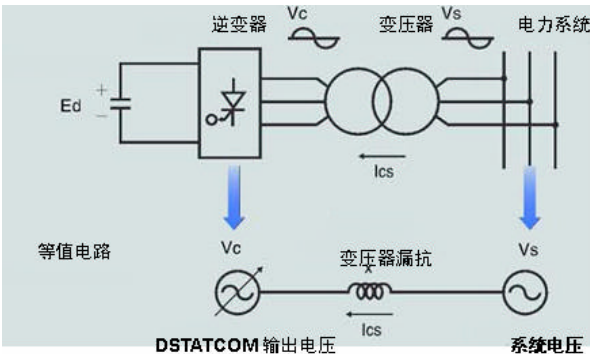 逆变器
Vc
变压器
Vs
电力系统
Ed
+
−
Ics
等值电路
Vc
变压器漏抗
Vs
x
Ics
DSTATCOM 输出电压
系统电压